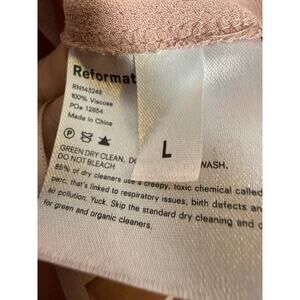 Reformat
RN143248
100% Viscose
PO# 12854
Made in China
P
L
GREEN DRY CLEAN, DO WASH.
DO NOT BLEACH
85% of dry cleaners use a creepy, toxic chemical called
perc, that's linked to respiratory issues, birth defects and
air pollution. Yuck. Skip the standard dry cleaning and
for green and organic cleaners.